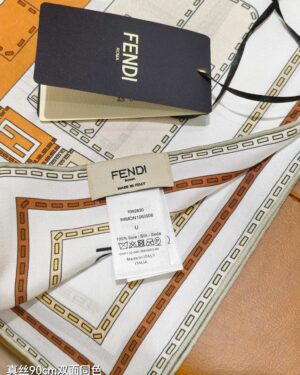 FENDI
ROMA
FENDI
ROMA
MADE IN ITALY
U
100% Silk - Soie - Seda
Made in ITALY
ITALIA
真丝90cm双面同色